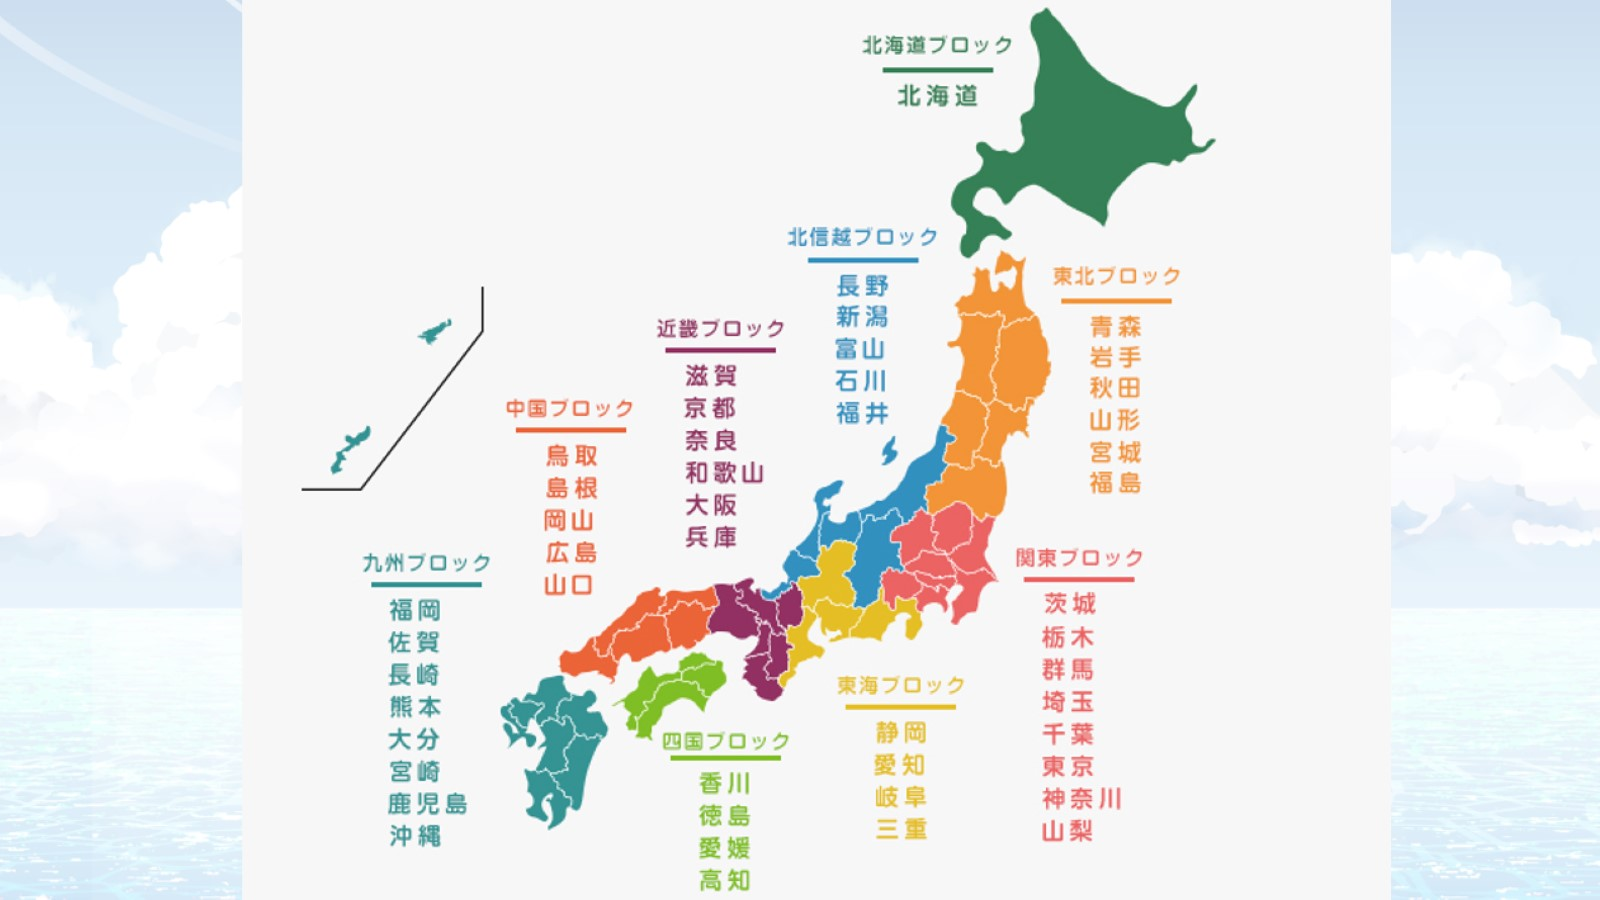 北海道ブロック
北海道
北信越ブロック
長野
新潟
富山
石川
福井
東北ブロック
青森
岩手
秋田
山形
宮城
福島
近畿ブロック
滋賀
京都
奈良
和歌山
大阪
兵庫
中国ブロック
鳥取
島根
岡山
広島
山口
九州ブロック
福岡
佐賀
長崎
熊本
大分
宮崎
鹿児島
沖縄
関東ブロック
茨城
栃木
群馬
埼玉
千葉
東京
神奈川
山梨
東海ブロック
静岡
愛知
岐阜
三重
四国ブロック
香川
徳島
愛媛
高知